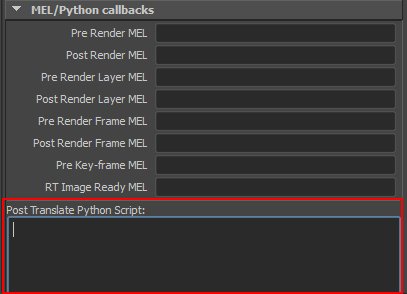 MEL/Python callbacks
Pre Render MEL
Post Render MEL
Pre Render Layer MEL
Post Render Layer MEL
Pre Render Frame MEL
Post Render Frame MEL
Pre Key-frame MEL
RT Image Ready MEL
Post Translate Python Script: